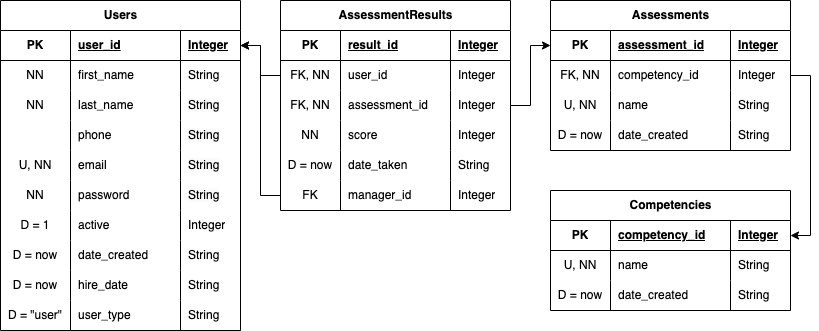 Users
PK user_id Integer
NN first_name String
NN last_name String
phone String
U, NN email String
NN password String
D = 1 active Integer
D = now date_created String
D = now hire_date String
D = "user" user_type String
AssessmentResults
PK result_id Integer
FK, NN user_id Integer
FK, NN assessment_id Integer
NN score Integer
D = now date_taken String
FK manager_id Integer
Assessments
PK assessment_id Integer
FK, NN competency_id Integer
U, NN name String
D = now date_created String
Competencies
PK competency_id Integer
U, NN name String
D = now date_created String